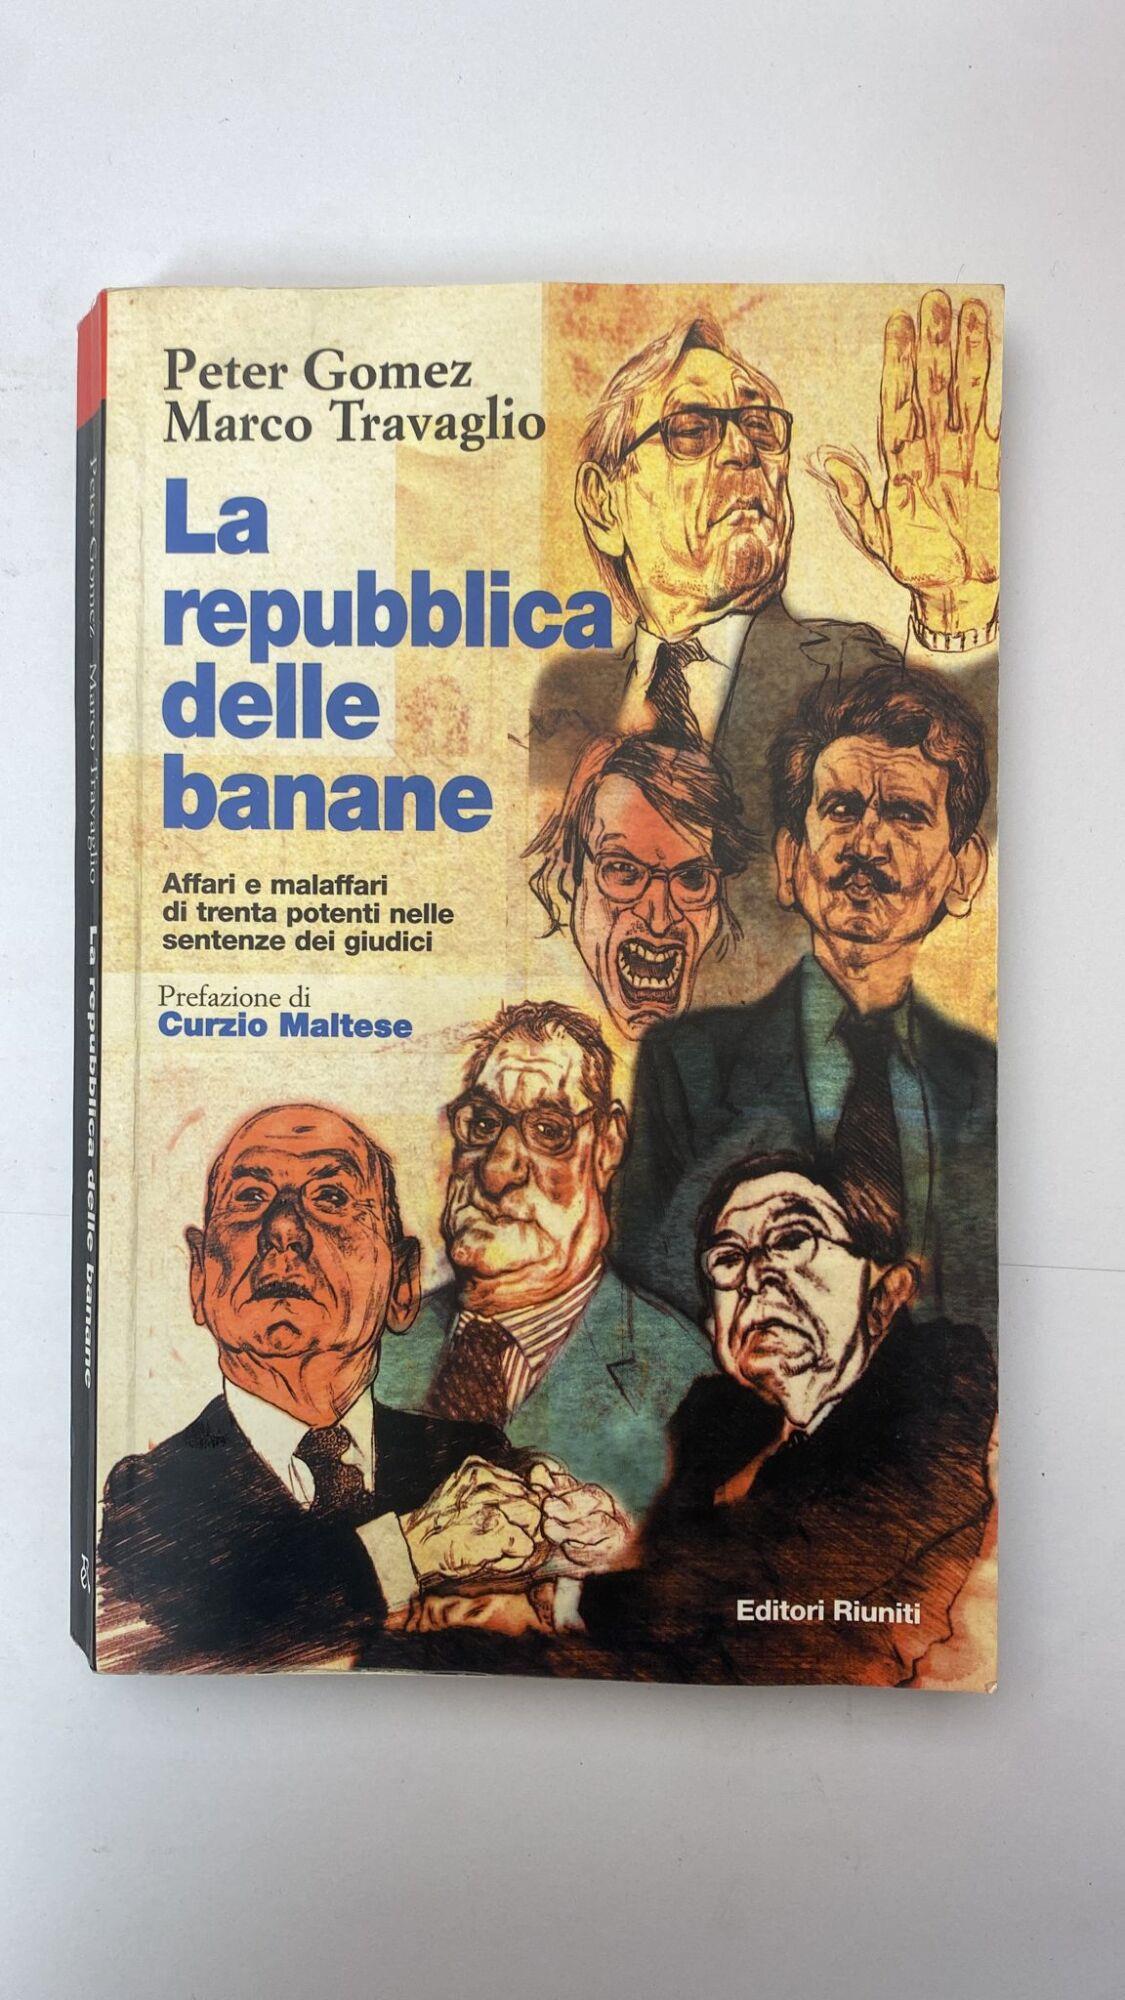 Peter Gomez
Marco Travaglio
La
repubblica
delle
banane
Affari e malaffari
di trenta potenti nelle
sentenze dei giudici
Prefazione di
Curzio Maltese
Editori Riuniti
Peter Gomez Marco Travaglio La repubblica delle banane